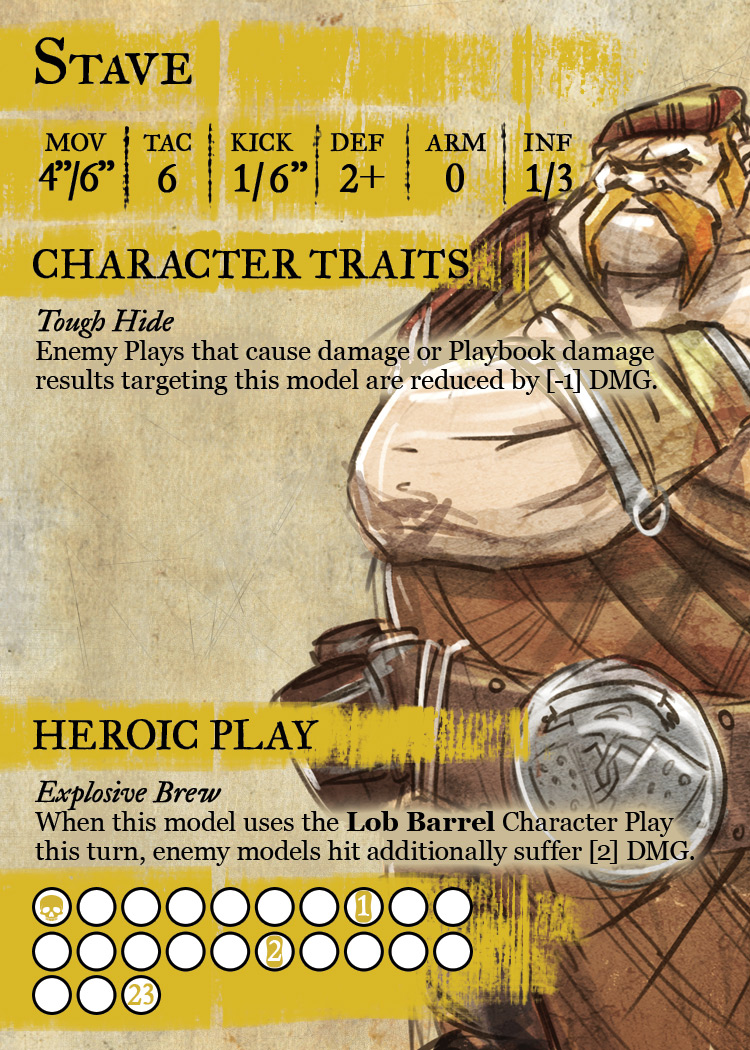 STAVE
MOV TAC KICK DEF ARM INF
4”/6” 6 1/6” 2+ 0 1/3
CHARACTER TRAITS
Tough Hide
Enemy Plays that cause damage or Playbook damage
results targeting this model are reduced by [-1] DMG.
HEROIC PLAY
Explosive Brew
When this model uses the Lob Barrel Character Play
this turn, enemy models hit additionally suffer [2] DMG.
1
2
23